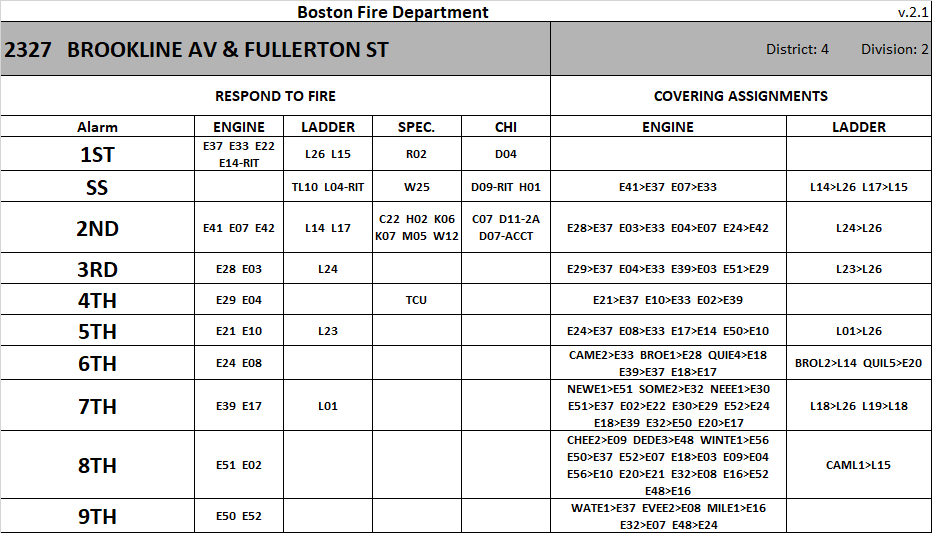 Boston Fire Department v.2.1
2327 BROOKLINE AV & FULLERTON ST District: 4 Division: 2
RESPOND TO FIRE COVERING ASSIGNMENTS
Alarm ENGINE LADDER SPEC. CHI ENGINE LADDER
1ST E37 E33 E22
E14-RIT L26 L15 R02 D04
SS TL10 L04-RIT W25 D09-RIT H01 E41>E37 E07>E33 L14>L26 L17>L15
2ND E41 E07 E42 L14 L17 C22 H02 K06
K07 M05 W12 C07 D11-2A
D07-ACCT E28>E37 E03>E33 E04>E07 E24>E42 L24>L26
3RD E28 E03 L24 E29>E37 E04>E33 E39>E03 E51>E29 L23>L26
4TH E29 E04 TCU E21>E37 E10>E33 E02>E39
5TH E21 E10 L23 E24>E37 E08>E33 E17>E14 E50>E10 L01>L26
6TH E24 E08 CAME2>E33 BROE1>E28 QUIE4>E18
E39>E37 E18>E17 BROL2>L14 QUIL5>E20
7TH E39 E17 L01 NEWE1>E51 SOME2>E32 NEEE1>E30
E51>E37 E02>E22 E30>E29 E52>E24
E18>E39 E32>E50 E20>E17 L18>L26 L19>L18
8TH E51 E02 CHEE2>E09 DEDE3>E48 WINTE1>E56
E50>E37 E52>E07 E18>E03 E09>E04
E56>E10 E20>E21 E32>E08 E16>E52
E48>E16 CAML1>L15
9TH E50 E52 WATE1>E37 EVEE2>E08 MILE1>E16
E32>E07 E48>E24